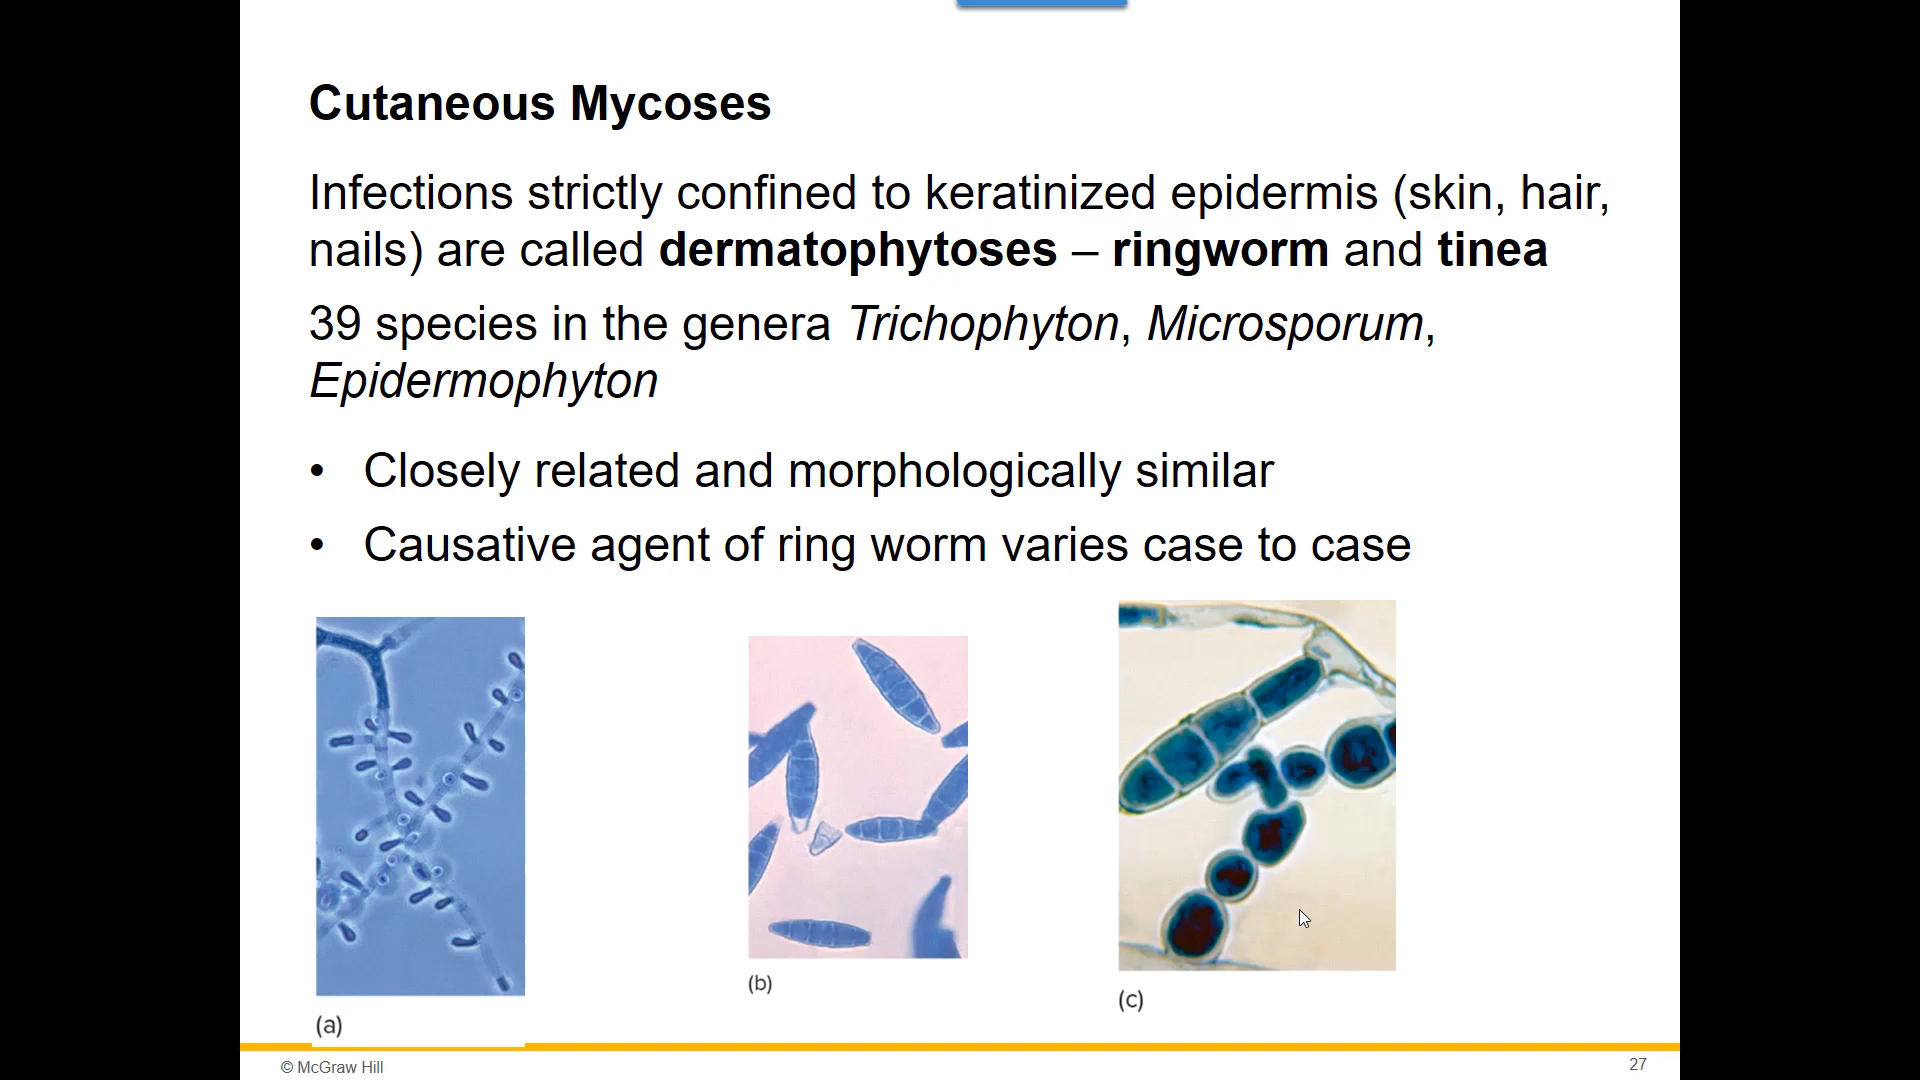 Cutaneous Mycoses
Infections strictly confined to keratinized epidermis (skin, hair,
nails) are called dermatophytoses – ringworm and tinea
39 species in the genera Trichophyton, Microsporum,
Epidermophyton
• Closely related and morphologically similar
• Causative agent of ring worm varies case to case
(a)
(b)
(c)
© McGraw Hill
27